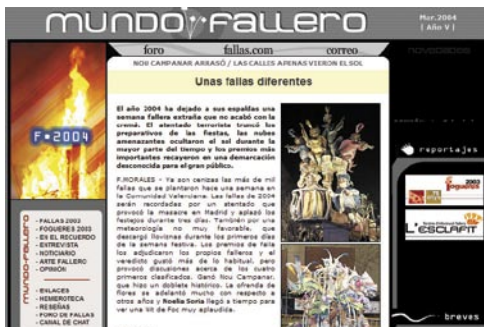 MUNDO FALLERO
Mar.2004
( Año V )
foro
fallas.com
correo
novedades
NOU CAMPANAR ARRASÓ / LAS CALLES APENAS VIERON EL SOL
Unas fallas diferentes
El año 2004 ha dejado a sus espaldas una
semana fallera extraña que no acabó con la
cremá. El atentado terrorista truncó los
preparativos de las fiestas, las nubes
amenazantes ocultaron el sol durante la
mayor parte del tiempo y los premios más
importantes recayeron en una demarcación
desconocida para el gran público.
F.MORALES - Ya son cenizas las más de mil
fallas que se plantaron hace una semana en
la Comunidad Valenciana. Las fallas de 2004
serán recordadas por un atentado que
provocó la masacre en Madrid y aplazó los
festejos durante tres días. También por una
meteorología no muy favorable, que
descargó lloviznas durante los primeros días
de la semana festiva. Los premios de falla
los adjudicaron los propios falleros y el
veredicto gustó más de lo habitual, pero
provocó discusiones acerca de los cuatro
primeros clasificados. Ganó Nou Campanar,
que hizo un doblete histórico. La ofrenda de
flores se adelantó mucho con respecto a
otros años y Noelia Soria llegó a tiempo para
ver una Nit de Foc muy aplaudida.
F·2004
mundo-fallero
- FALLAS 2003
- FOGUERES 2003
- ES EL RECUERDO
- ENTREVISTA
- NOTICIARIO
- ARTE FALLERO
- OPINIÓN
- ENLACES
- HEMEROTECA
- RESEÑAS
- FORO DE FALLAS
- CANAL DE CHAT
reportajes
2003
fogueres
L'ESCLAFIT
breves